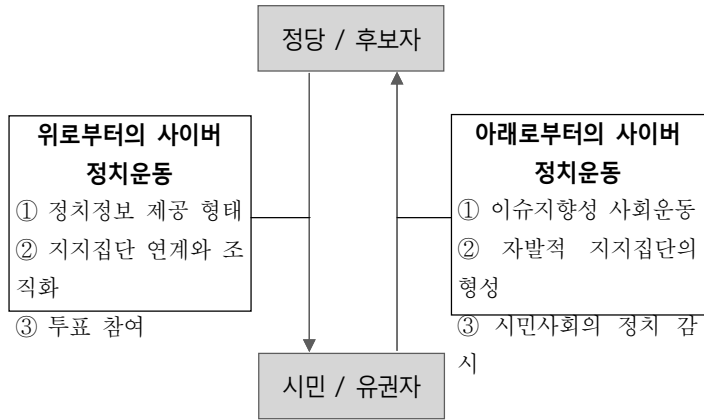 정당 / 후보자
위로부터의 사이버
정치운동
① 정치정보 제공 형태
② 지지집단 연계와 조
직화
③ 투표 참여
아래로부터의 사이버
정치운동
① 이슈지향성 사회운동
② 자발적 지지집단의
형성
③ 시민사회의 정치 감
시
시민 / 유권자